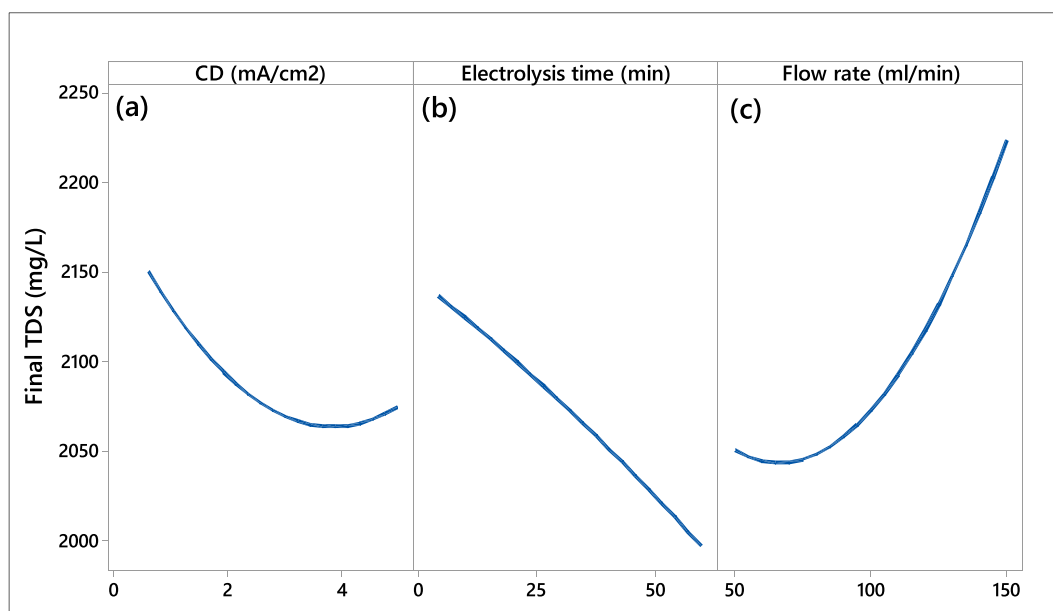 CD (mA/cm2) Electrolysis time (min) Flow rate (ml/min)
(a) (b) (c)
Final TDS (mg/L)
2250
2200
2150
2100
2050
2000
0 2 4 0 25 50 50 100 150